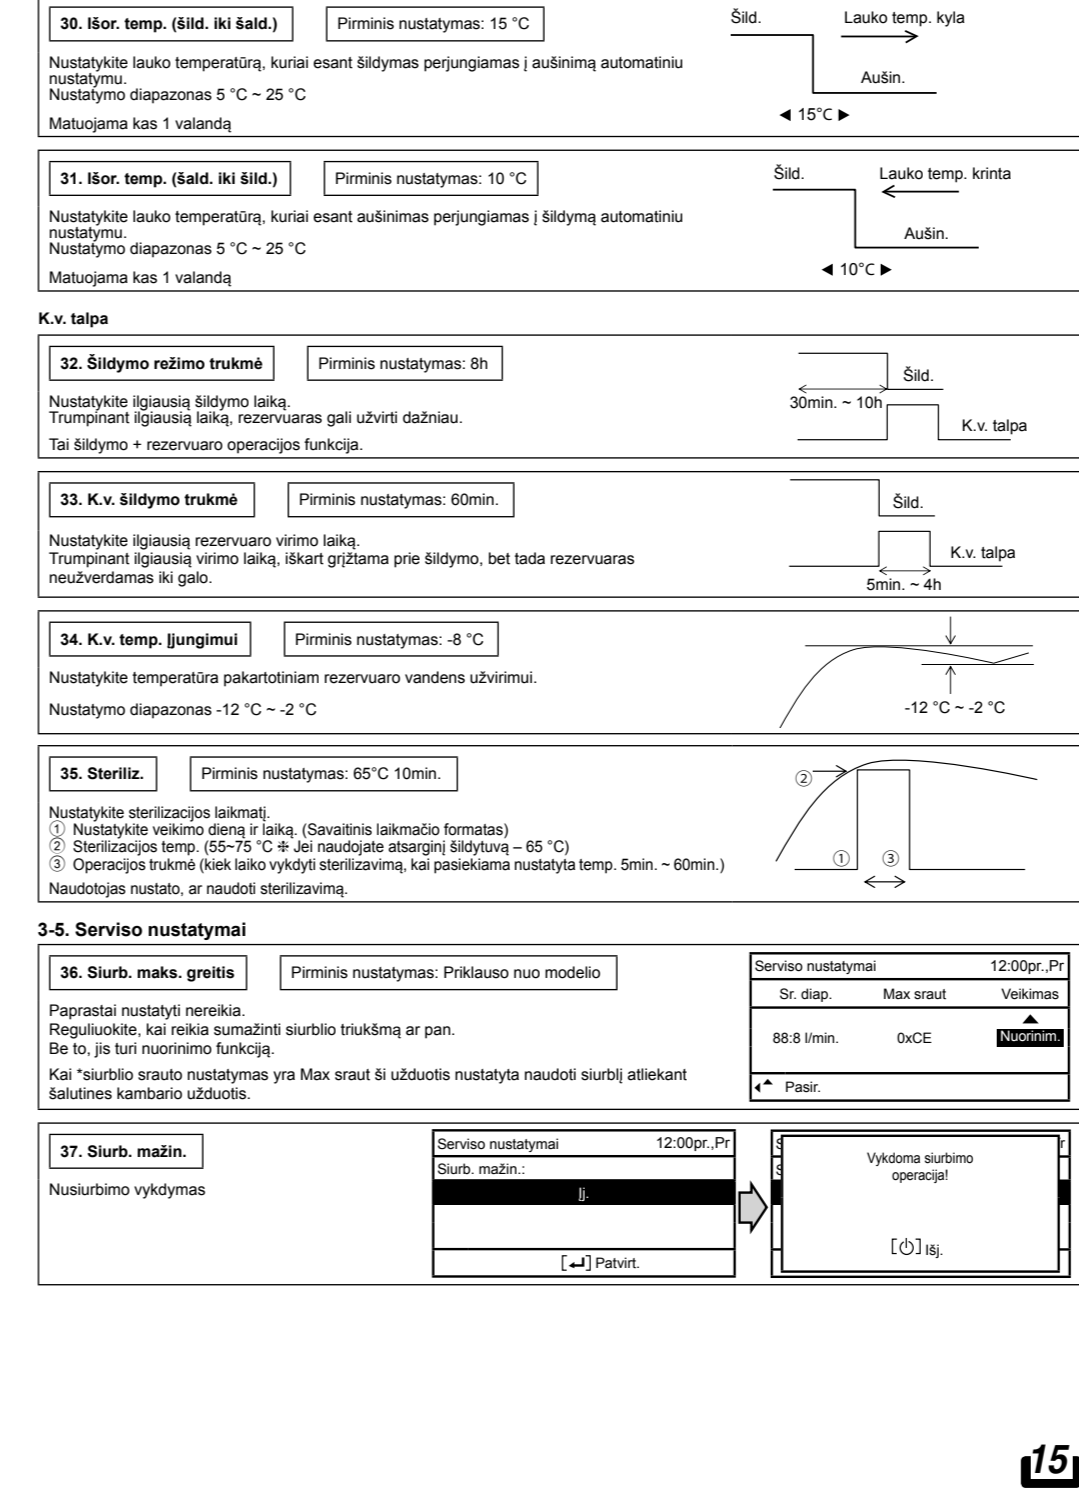 30. Išor. temp. (šild. iki šald.)
Pirminis nustatymas: 15 °C
Nustatykite lauko temperatūrą, kuriai esant šildymas perjungiamas į aušinimą automatiniu
nustatymu.
Nustatymo diapazonas 5 °C ~ 25 °C
Matuojama kas 1 valandą
Šild.
Lauko temp. kyla
Aušin.
◄ 15°C ►
31. Išor. temp. (šald. iki šild.)
Pirminis nustatymas: 10 °C
Nustatykite lauko temperatūrą, kuriai esant aušinimas perjungiamas į šildymą automatiniu
nustatymu.
Nustatymo diapazonas 5 °C ~ 25 °C
Matuojama kas 1 valandą
Šild.
Lauko temp. krinta
Aušin.
◄ 10°C ►
K.v. talpa
32. Šildymo režimo trukmė
Pirminis nustatymas: 8h
Nustatykite ilgiausią šildymo laiką.
Trumpinant ilgiausią laiką, rezervuaras gali užvirti dažniau.
Tai šildymo + rezervuaro operacijos funkcija.
Šild.
30min. ~ 10h
K.v. talpa
33. K.v. šildymo trukmė
Pirminis nustatymas: 60min.
Nustatykite ilgiausią rezervuaro virimo laiką.
Trumpinant ilgiausią virimo laiką, iškart grįžtama prie šildymo, bet tada rezervuaras
neužverdamas iki galo.
Šild.
K.v. talpa
5min. ~ 4h
34. K.v. temp. Įjungimui
Pirminis nustatymas: -8 °C
Nustatykite temperatūra pakartotiniam rezervuaro vandens užvirimui.
Nustatymo diapazonas -12 °C ~ -2 °C
-12 °C ~ -2 °C
35. Steriliz.
Pirminis nustatymas: 65°C 10min.
Nustatykite sterilizacijos laikmatį.
① Nustatykite veikimo dieną ir laiką. (Savaitinis laikmačio formatas)
② Sterilizacijos temp. (55~75 °C ❉ Jei naudojate atsarginį šildytuvą – 65 °C)
③ Operacijos trukmė (kiek laiko vykdyti sterilizavimą, kai pasiekiama nustatyta temp. 5min. ~ 60min.)
Naudotojas nustato, ar naudoti sterilizavimą.
②
①
③
3-5. Serviso nustatymai
36. Siurb. maks. greitis
Pirminis nustatymas: Priklauso nuo modelio
Paprastai nustatyti nereikia.
Reguliuokite, kai reikia sumažinti siurblio triukšmą ar pan.
Be to, jis turi nuorinimo funkciją.
Kai *siurblio srauto nustatymas yra Max sraut ši užduotis nustatyta naudoti siurblį atliekant
šalutines kambario užduotis.
Serviso nustatymai 12:00pr.,Pr
Sr. diap. Max sraut Veikimas
88:8 l/min. 0xCE Nuorinim.
Pasir.
37. Siurb. mažin.
Nusiurbimo vykdymas
Serviso nustatymai 12:00pr.,Pr
Siurb. mažin.:
Įj.
[↵] Patvirt.
Vykdoma siurbimo
operacija!
[⏻] Išj.
15